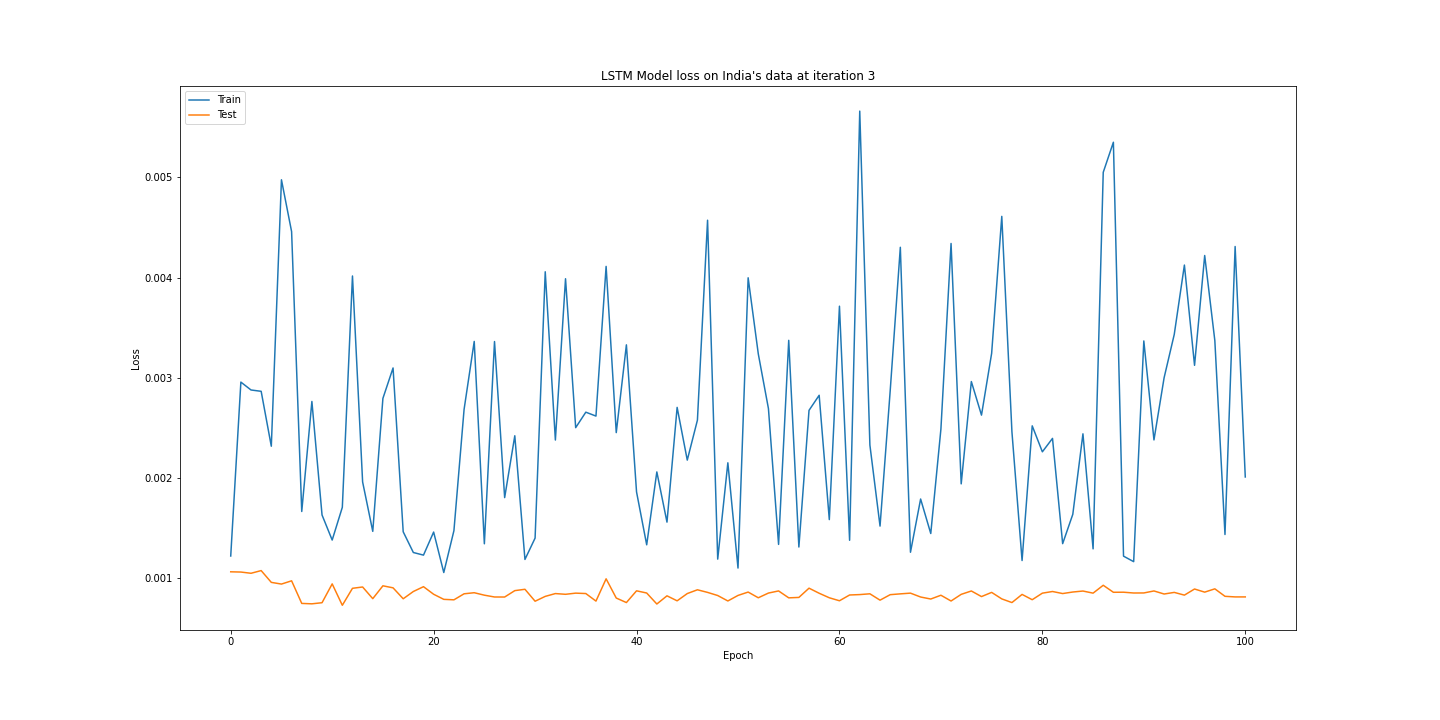 LSTM Model loss on India's data at iteration 3
Train
Test
0.005
0.004
0.003
0.002
0.001
Loss
0 20 40 60 80 100
Epoch